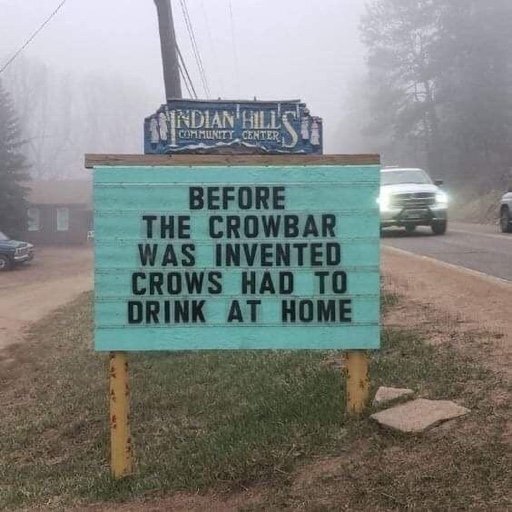 INDIAN HILLS
COMMUNITY CENTER
BEFORE
THE CROWBAR
WAS INVENTED
CROWS HAD TO
DRINK AT HOME